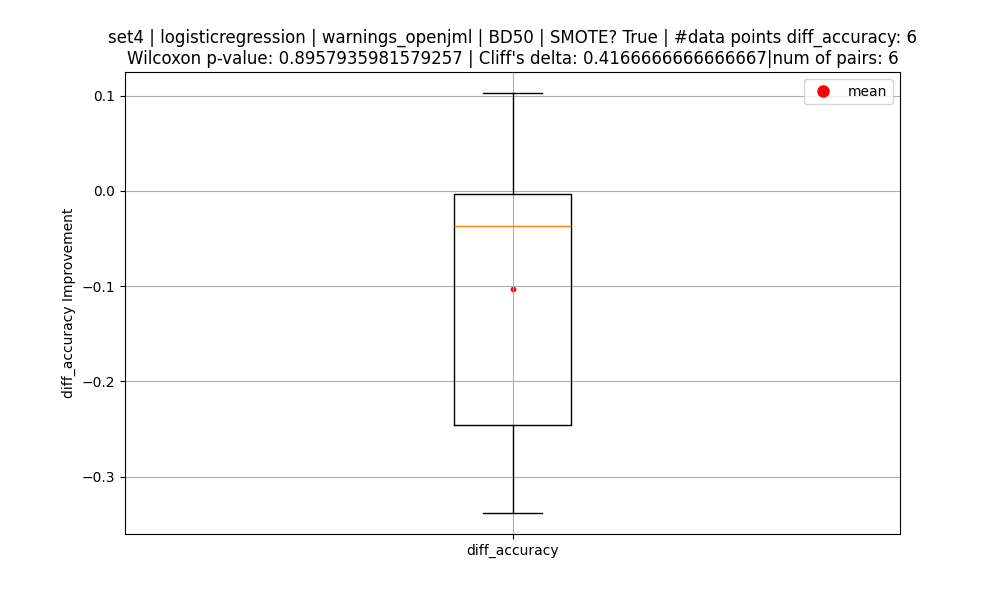 set4 | logisticregression | warnings_openjml | BD50 | SMOTE? True | #data points diff_accuracy: 6
Wilcoxon p-value: 0.8957935981579257 | Cliff's delta: 0.4166666666666667|num of pairs: 6
mean
0.1
0.0
−0.1
−0.2
−0.3
diff_accuracy Improvement
diff_accuracy